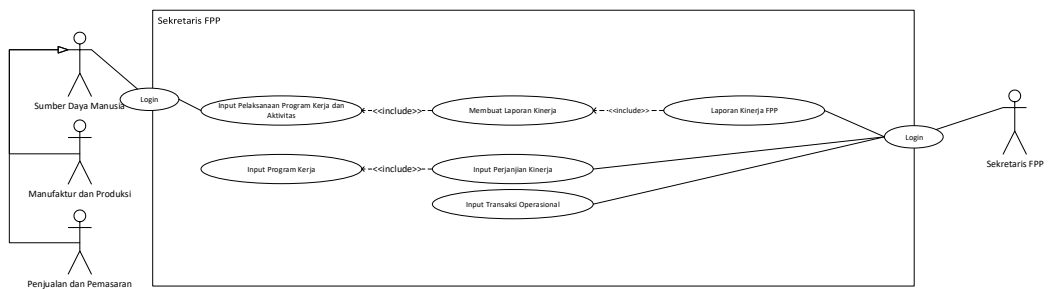 Sekretaris FPP
Sumber Daya Manusia
Login
Input Pelaksanaan Program Kerja dan
Aktivitas
<<include>>
Membuat Laporan Kinerja
<<include>>
Laporan Kinerja FPP
Login
Sekretaris FPP
Manufaktur dan Produksi
Input Program Kerja
<<include>>
Input Perjanjian Kinerja
Input Transaksi Operasional
Penjualan dan Pemasaran